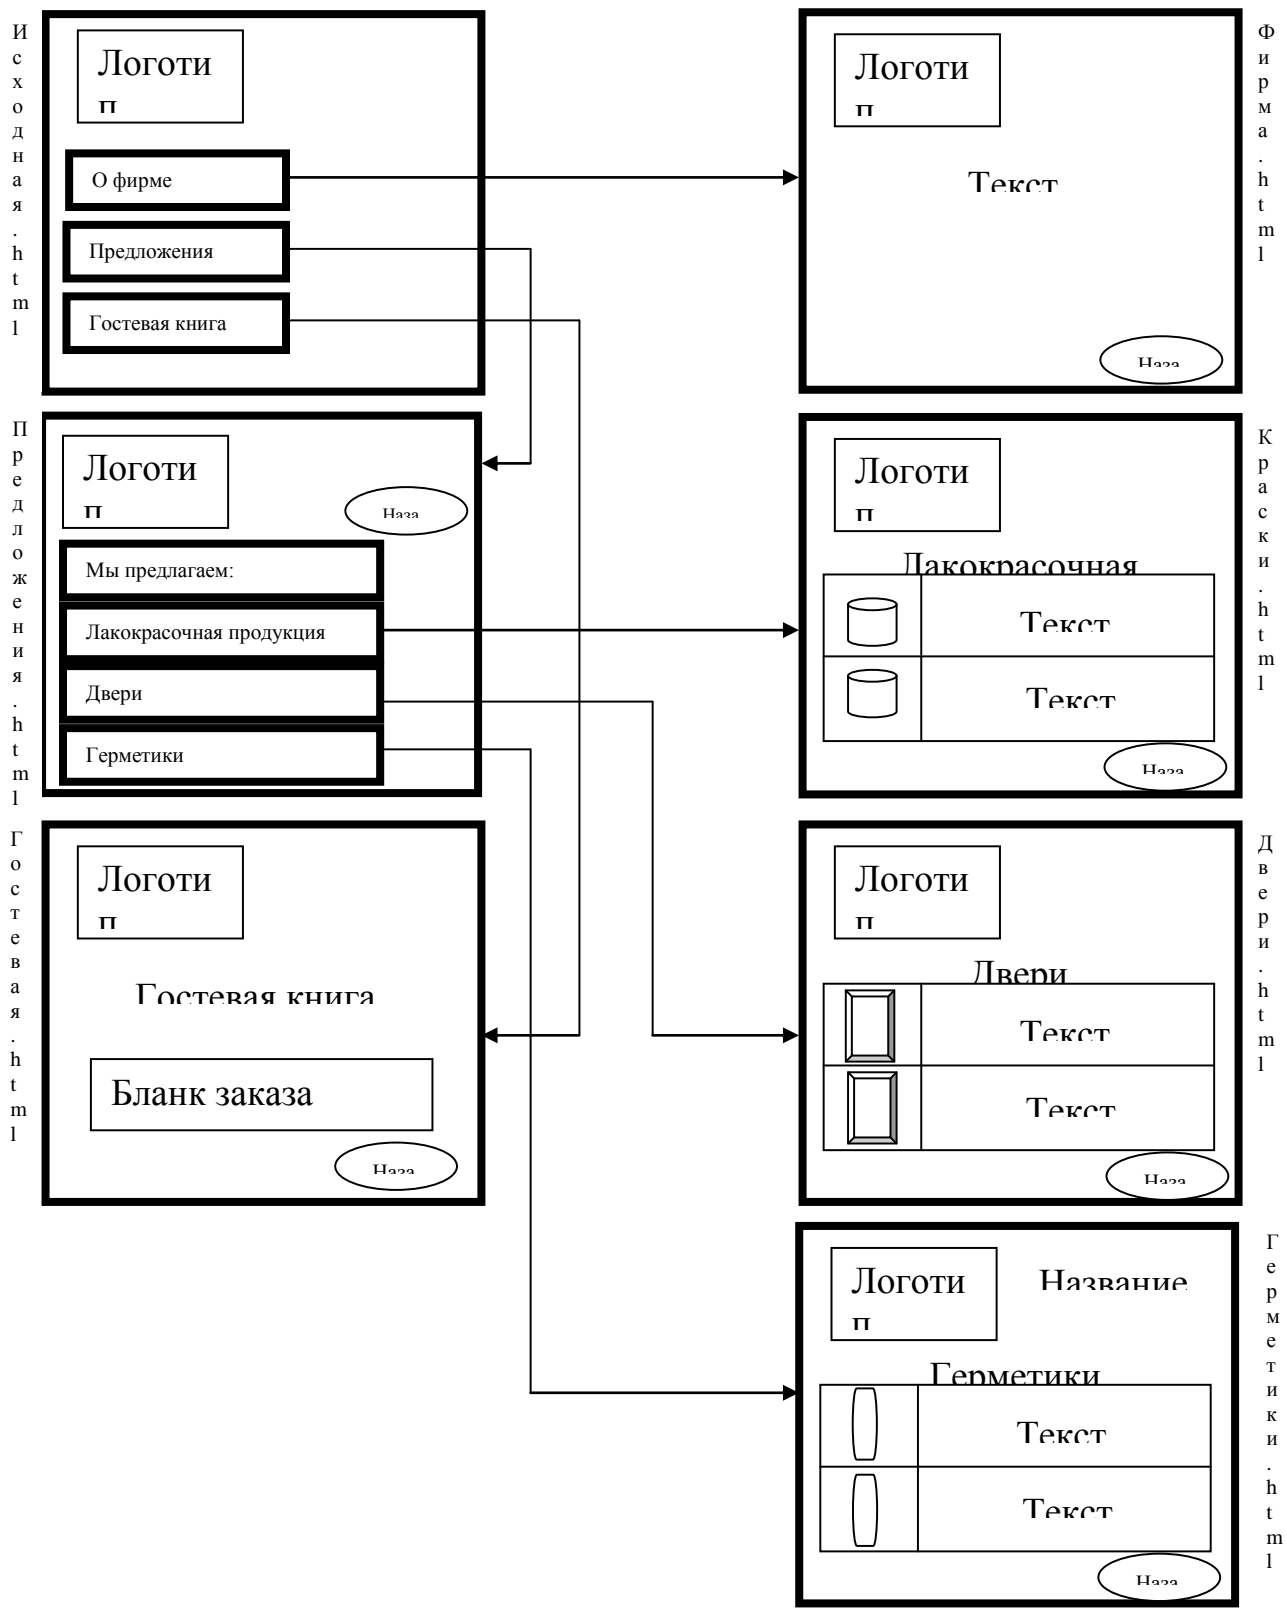 Исходная.html
Логоти
п
О фирме
Предложения
Гостевая книга
Фирма.html
Логоти
п
Текст
Наза
Предложения.html
Логоти
п
Наза
Мы предлагаем:
Лакокрасочная продукция
Двери
Герметики
Краски.html
Логоти
п
Лакокрасочная
Текст
Текст
Наза
Гостевая.html
Логоти
п
Гостевая книга
Бланк заказа
Наза
Двери.html
Логоти
п
Двери
Текст
Текст
Наза
Герметики.html
Логоти
п
Название
Герметики
Текст
Текст
Наза